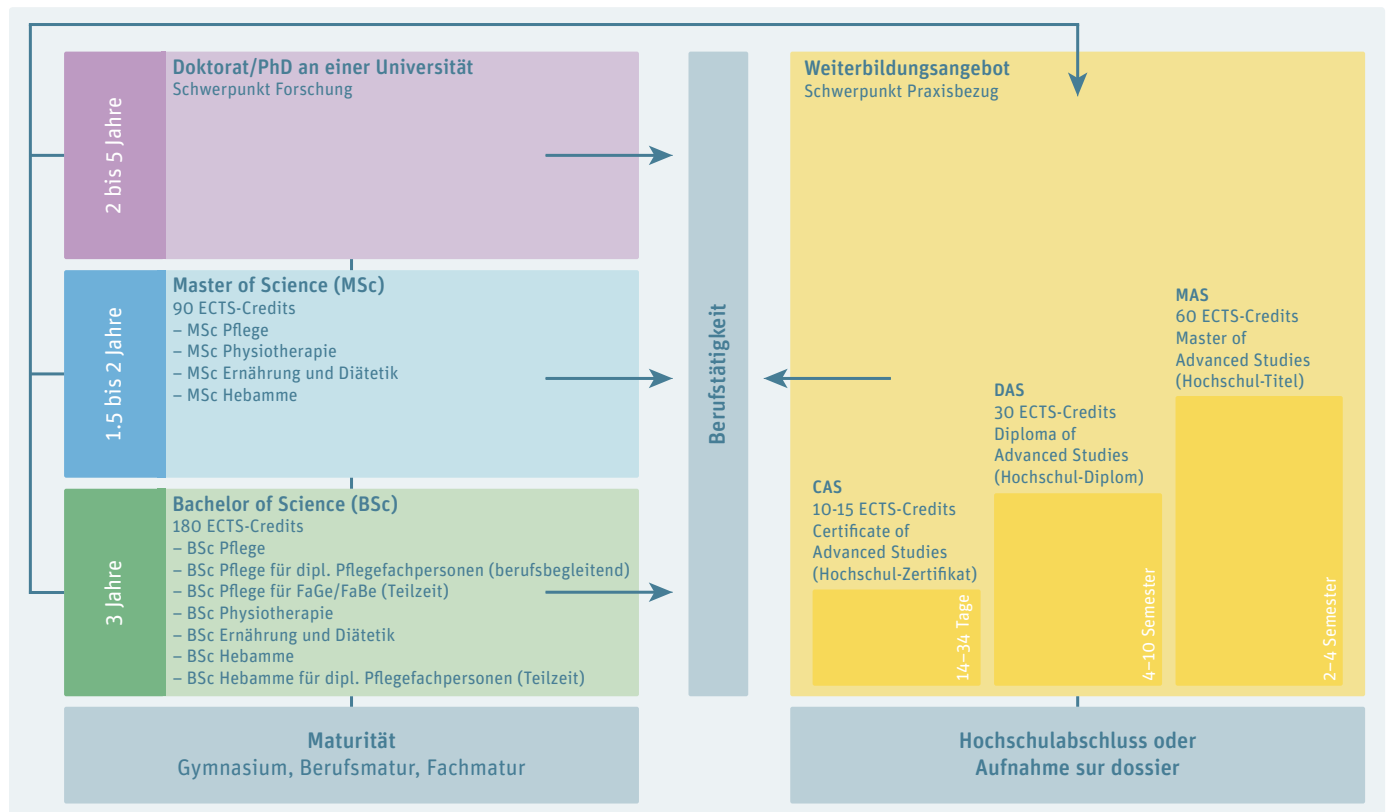 2 bis 5 Jahre
Doktorat/PhD an einer Universität
Schwerpunkt Forschung
1.5 bis 2 Jahre
Master of Science (MSc)
90 ECTS-Credits
– MSc Pflege
– MSc Physiotherapie
– MSc Ernährung und Diätetik
– MSc Hebamme
3 Jahre
Bachelor of Science (BSc)
180 ECTS-Credits
– BSc Pflege
– BSc Pflege für dipl. Pflegefachpersonen (berufsbegleitend)
– BSc Pflege für FaGe/FaBe (Teilzeit)
– BSc Physiotherapie
– BSc Ernährung und Diätetik
– BSc Hebamme
– BSc Hebamme für dipl. Pflegefachpersonen (Teilzeit)
Maturität
Gymnasium, Berufsmatur, Fachmatur
Berufstätigkeit
Weiterbildungsangebot
Schwerpunkt Praxisbezug
CAS
10-15 ECTS-Credits
Certificate of
Advanced Studies
(Hochschul-Zertifikat)
14–34 Tage
DAS
30 ECTS-Credits
Diploma of
Advanced Studies
(Hochschul-Diplom)
4–10 Semester
MAS
60 ECTS-Credits
Master of
Advanced Studies
(Hochschul-Titel)
2–4 Semester
Hochschulabschluss oder
Aufnahme sur dossier